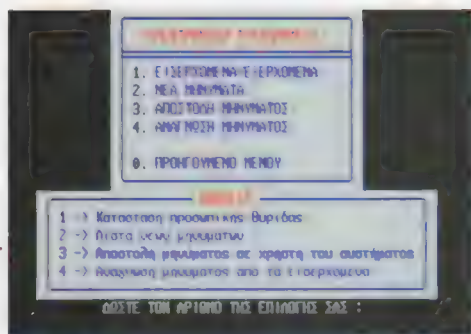 1. ΕΙΣΕΡΧΟΜΕΝΑ-ΕΞΕΡΧΟΜΕΝΑ
2. ΝΕΑ ΜΗΝΥΜΑΤΑ
3. ΑΠΟΣΤΟΛΗ ΜΗΝΥΜΑΤΟΣ
4. ΑΝΑΓΝΩΣΗ ΜΗΝΥΜΑΤΟΣ
0. ΠΡΟΗΓΟΥΜΕΝΟ ΜΕΝΟΥ
1 -> Κατασταση προσωπικης θυριδας
2 -> Λιστα νεων μηνυματων
3 -> Αποστολη μηνυματος σε χρηστη του συστηματος
4 -> Αναγνωση μηνυματος απο τα Εισερχομενα
ΔΩΣΤΕ ΤΟΝ ΑΡΙΘΜΟ ΤΗΣ ΕΠΙΛΟΓΗΣ ΣΑΣ :